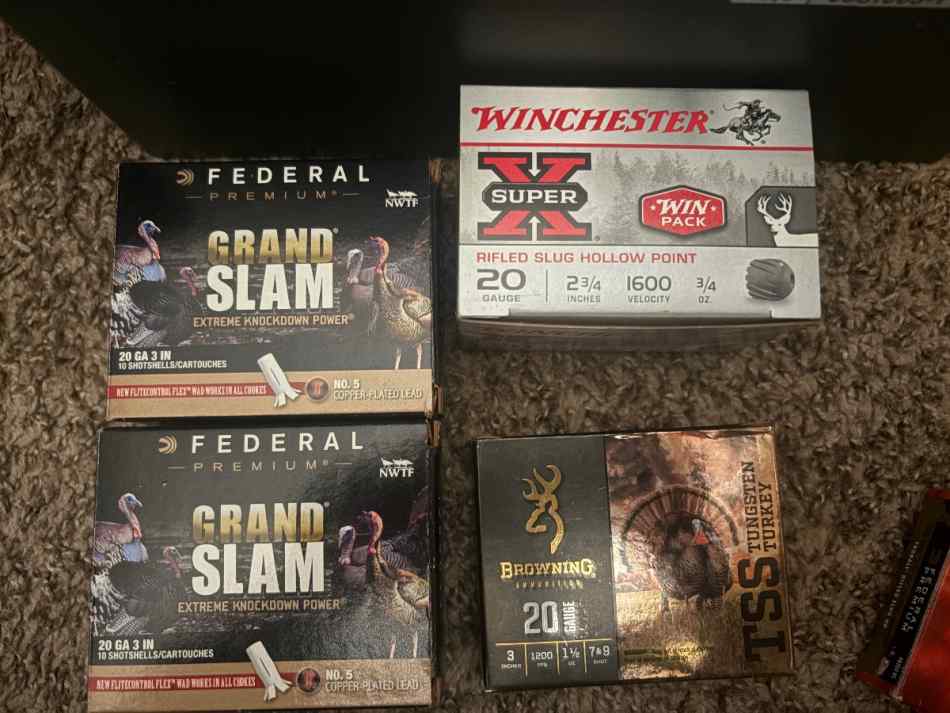 FEDERAL
PREMIUM®
NWTF
GRAND
SLAM®
EXTREME KNOCKDOWN POWER®
20 GA 3 IN
10 SHOTSHELLS/CARTOUCHES
NEW FLITECONTROL FLEX™ WAD WORKS IN ALL CHOKES
NO. 5
COPPER-PLATED LEAD
WINCHESTER
SUPER
X
WIN
PACK
RIFLED SLUG HOLLOW POINT
20
GAUGE
2 3/4
INCHES
1600
VELOCITY
3/4
OZ.
FEDERAL
PREMIUM®
NWTF
GRAND
SLAM®
EXTREME KNOCKDOWN POWER®
20 GA 3 IN
10 SHOTSHELLS/CARTOUCHES
NEW FLITECONTROL FLEX™ WAD WORKS IN ALL CHOKES
NO. 5
COPPER-PLATED LEAD
BROWNING
AMMUNITION
20 GAUGE
3
INCHES
1200
FPS
1 1/2
OZ
7&9
SHOT
TSS TUNGSTEN
TURKEY
FEDERAL
PREMIUM